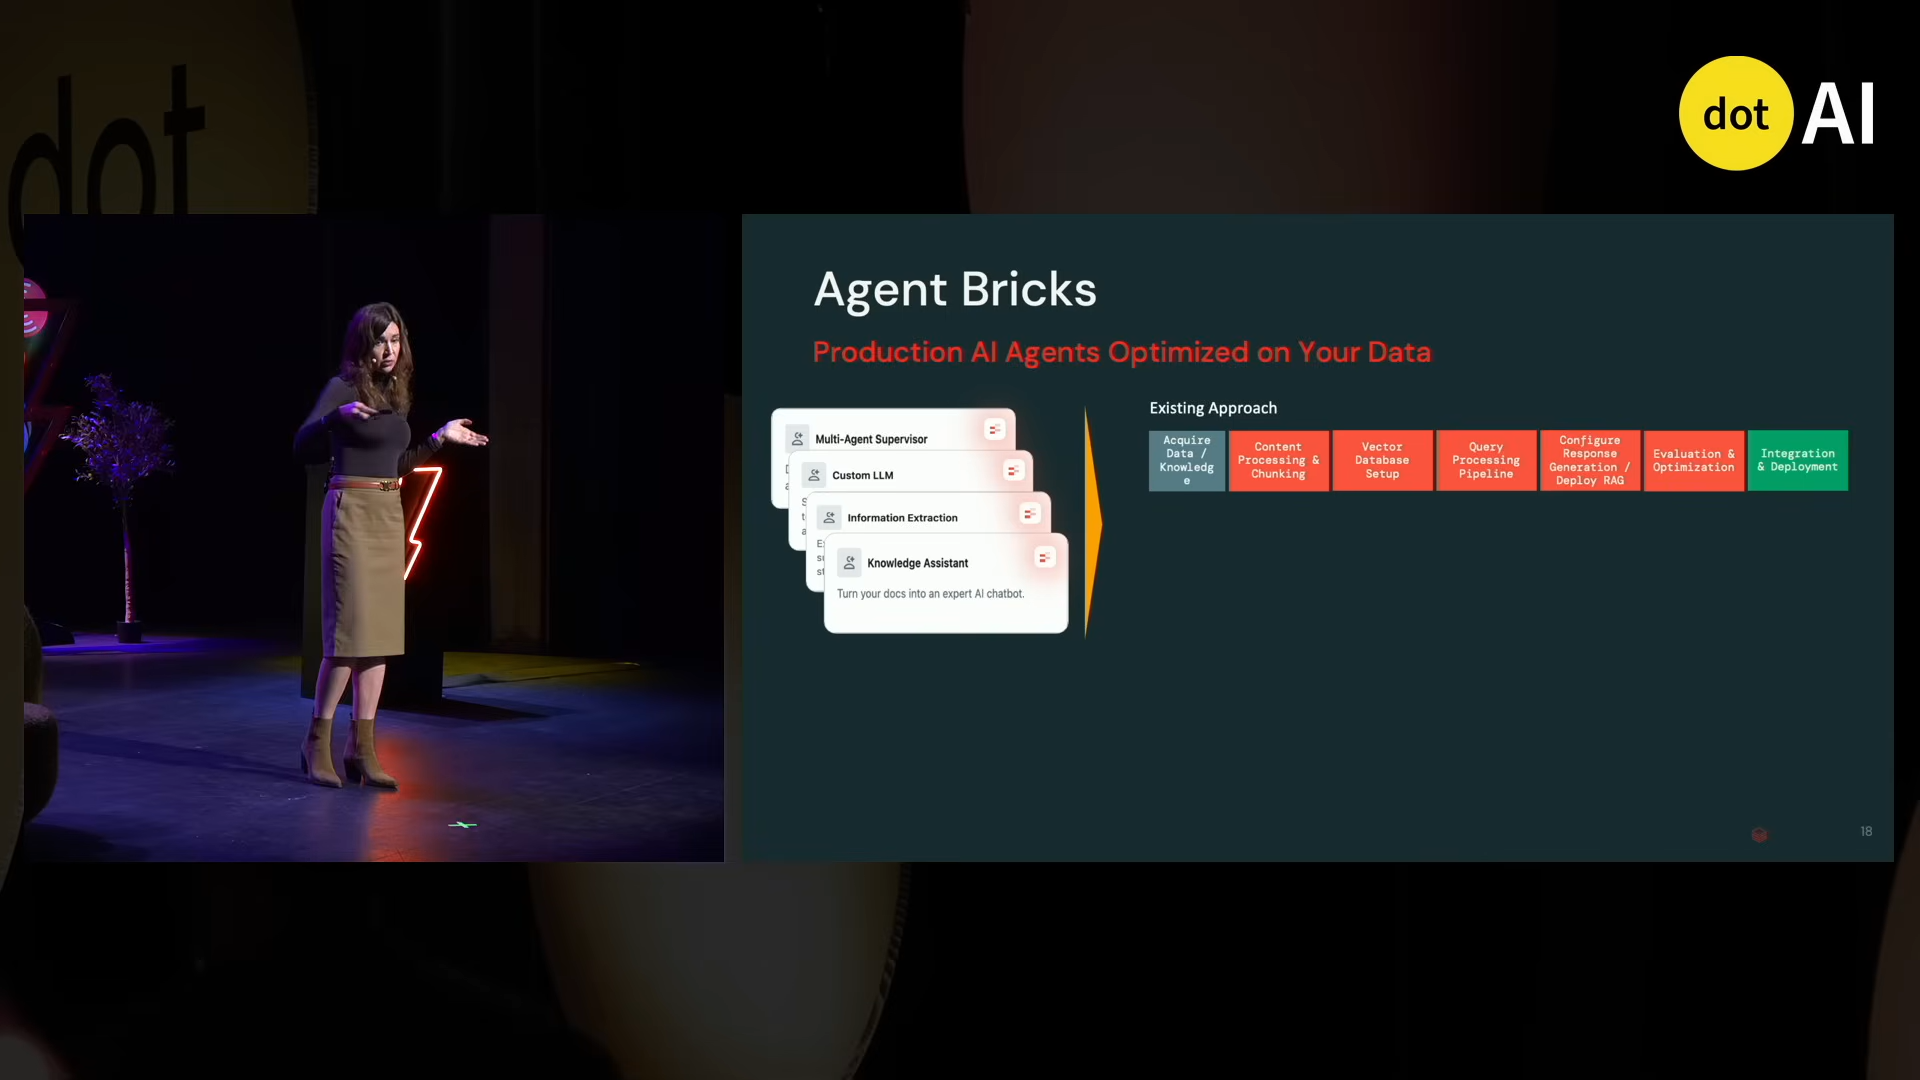 dot
dot AI
Agent Bricks
Production AI Agents Optimized on Your Data
Multi-Agent Supervisor
Custom LLM
Information Extraction
Knowledge Assistant
Turn your docs into an expert AI chatbot.
Existing Approach
Acquire
Data /
Knowledg
e
Content
Processing &
Chunking
Vector
Database
Setup
Query
Processing
Pipeline
Configure
Response
Generation /
Deploy RAG
Evaluation &
Optimization
Integration
& Deployment
18